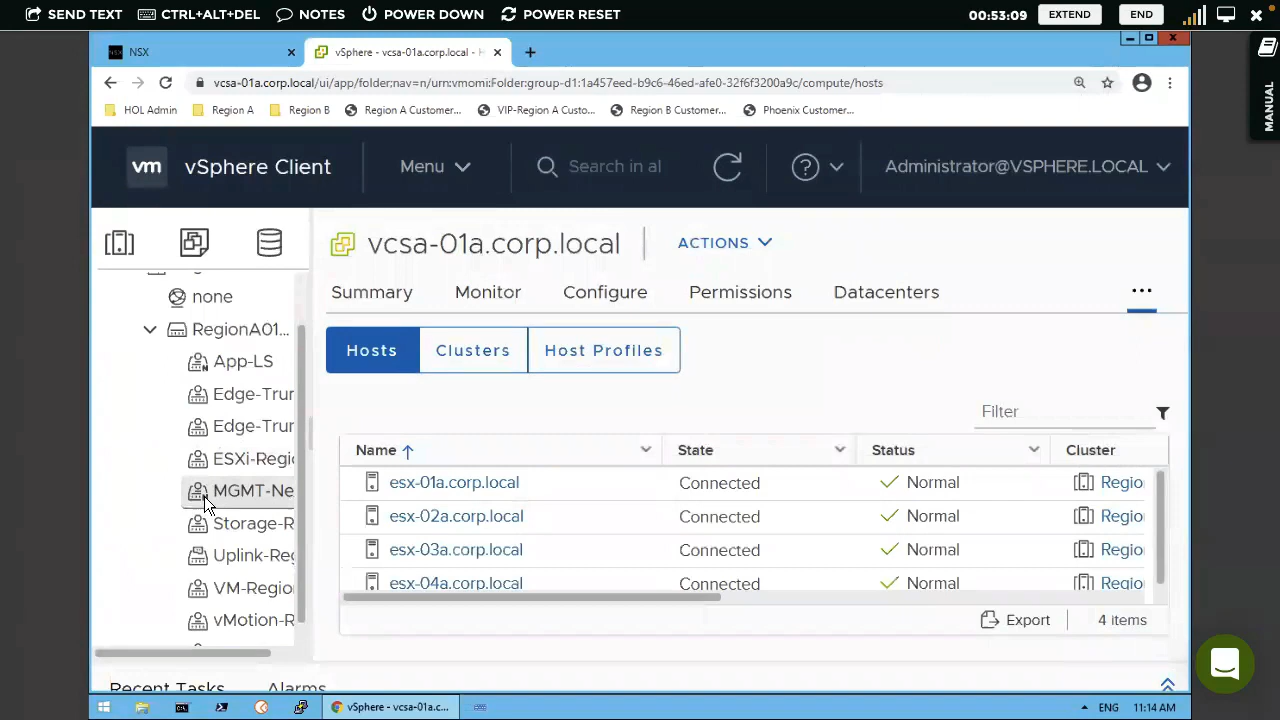 SEND TEXT CTRL+ALT+DEL NOTES POWER DOWN POWER RESET 00:53:09 EXTEND END
NSX vSphere - vcsa-01a.corp.local - H
MANUAL
vcsa-01a.corp.local/ui/app/folder;nav=n/urn:vmomi:Folder:group-d1:1a457eed-b9c6-46ed-afe0-32f6f3200a9c/compute/hosts
HOL Admin Region A Region B Region A Customer... VIP-Region A Custo... Region B Customer... Phoenix Customer...
vm vSphere Client Menu Search in al Administrator@VSPHERE.LOCAL
vcsa-01a.corp.local ACTIONS
none
RegionA01...
App-LS
Edge-Trun
Edge-Trun
ESXi-Regio
MGMT-Ne
Storage-R
Uplink-Reg
VM-Regio
vMotion-R
Summary Monitor Configure Permissions Datacenters ...
Hosts Clusters Host Profiles
Filter
Name State Status Cluster
esx-01a.corp.local Connected Normal Regio
esx-02a.corp.local Connected Normal Regio
esx-03a.corp.local Connected Normal Regio
esx-04a.corp.local Connected Normal Regio
Export 4 items
Recent Tasks Alarms
vSphere - vcsa-01a.c... ENG 11:14 AM